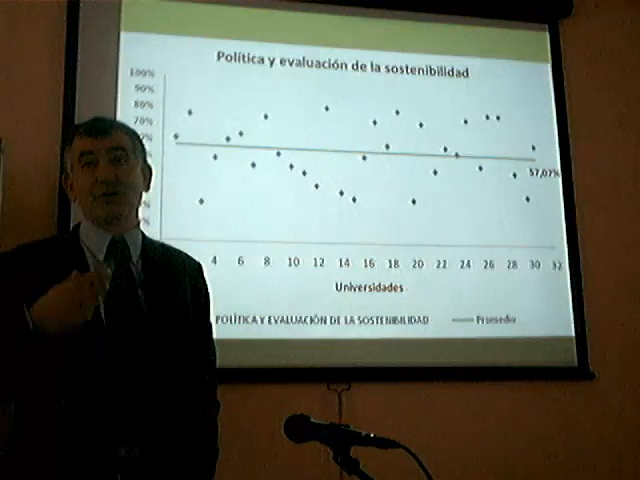 Política y evaluación de la sostenibilidad
100%
90%
80%
70%
57,07%
4 6 8 10 12 14 16 18 20 22 24 26 28 30 32
Universidades
POLÍTICA Y EVALUACIÓN DE LA SOSTENIBILIDAD Promedio